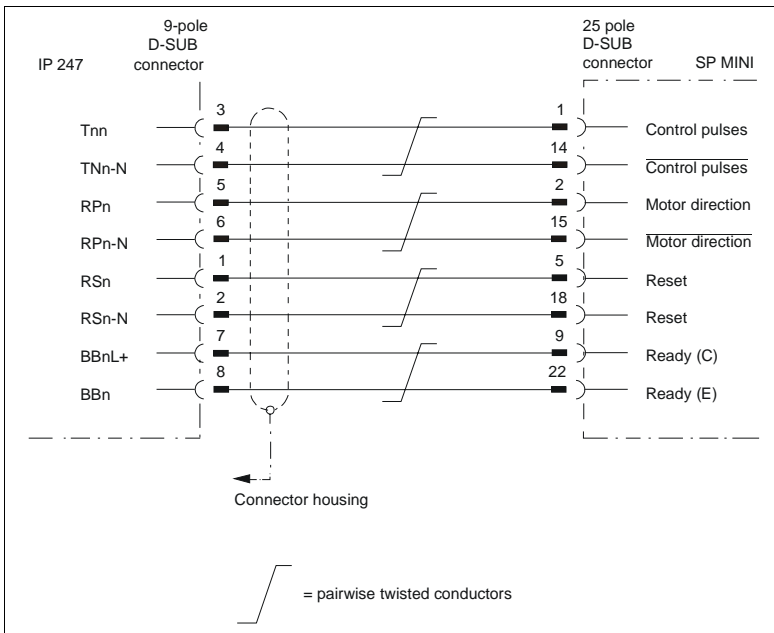 9-pole
D-SUB
connector
IP 247
25 pole
D-SUB
connector
SP MINI
Tnn 3 1 Control pulses
TNn-N 4 14 Control pulses
RPn 5 2 Motor direction
RPn-N 6 15 Motor direction
RSn 1 5 Reset
RSn-N 2 18 Reset
BBnL+ 7 9 Ready (C)
BBn 8 22 Ready (E)
Connector housing
= pairwise twisted conductors